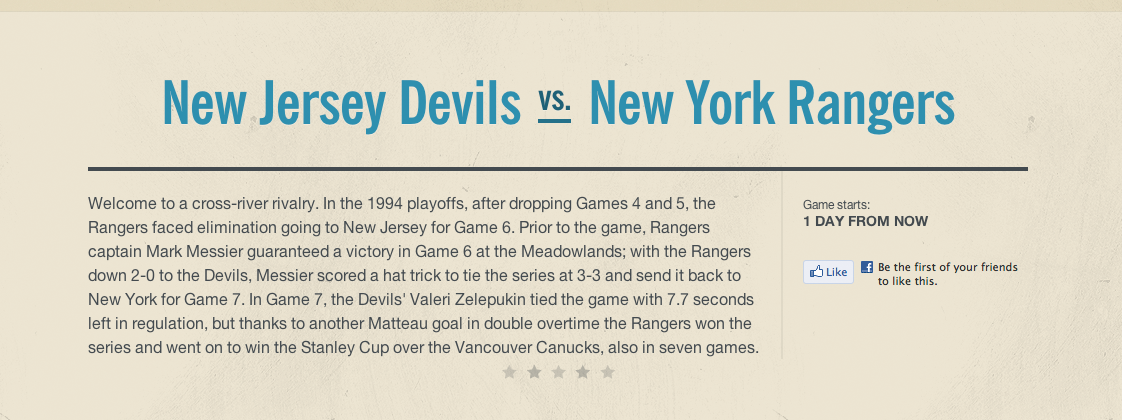 New Jersey Devils vs. New York Rangers
Welcome to a cross-river rivalry. In the 1994 playoffs, after dropping Games 4 and 5, the
Rangers faced elimination going to New Jersey for Game 6. Prior to the game, Rangers
captain Mark Messier guaranteed a victory in Game 6 at the Meadowlands; with the Rangers
down 2-0 to the Devils, Messier scored a hat trick to tie the series at 3-3 and send it back to
New York for Game 7. In Game 7, the Devils' Valeri Zelepukin tied the game with 7.7 seconds
left in regulation, but thanks to another Matteau goal in double overtime the Rangers won the
series and went on to win the Stanley Cup over the Vancouver Canucks, also in seven games.
Game starts:
1 DAY FROM NOW
Like
Be the first of your friends
to like this.